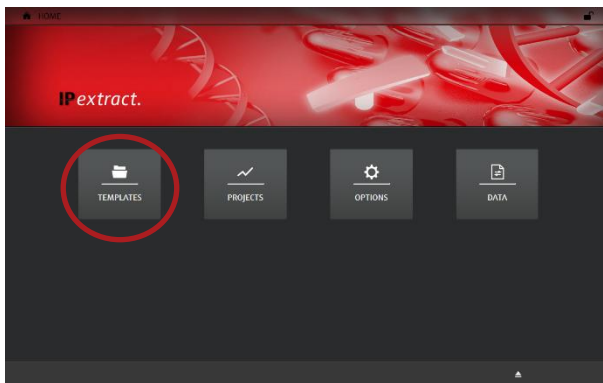 HOME
IPextract.
TEMPLATES
PROJECTS
OPTIONS
DATA